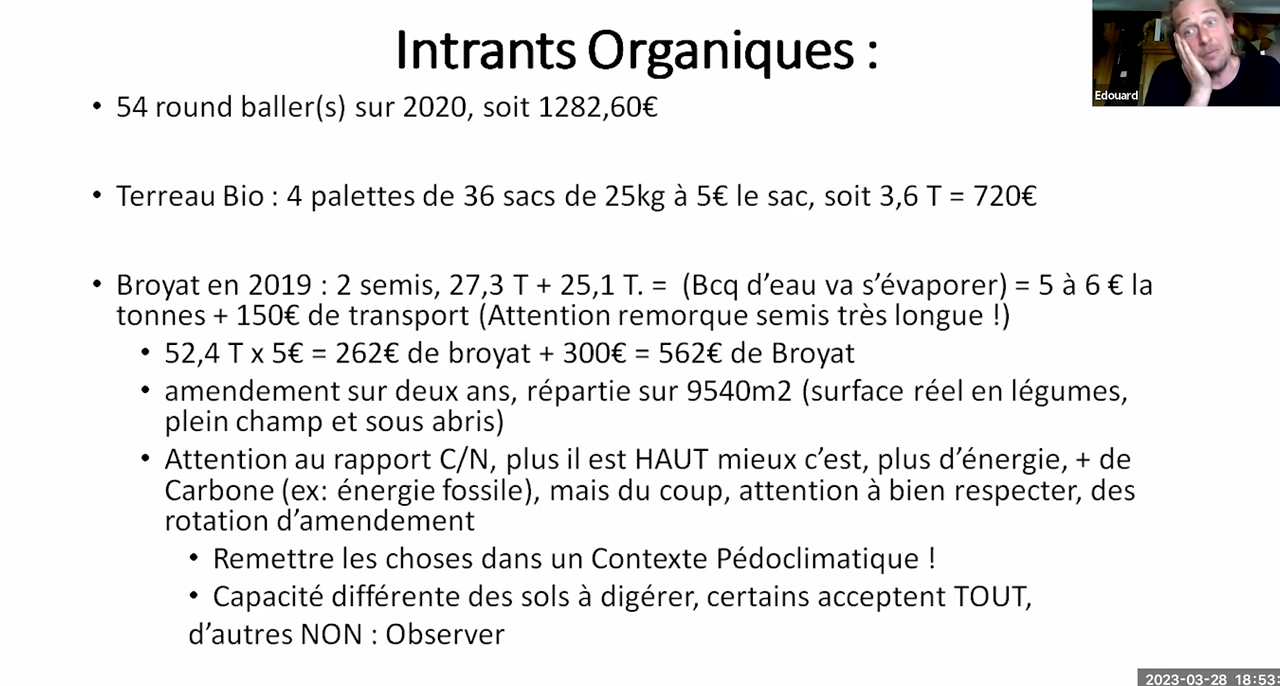 Intrants Organiques :
Edouard
• 54 round baller(s) sur 2020, soit 1282,60€
• Terreau Bio : 4 palettes de 36 sacs de 25kg à 5€ le sac, soit 3,6 T = 720€
• Broyat en 2019 : 2 semis, 27,3 T + 25,1 T. = (Bcq d'eau va s'évaporer) = 5 à 6 € la
tonnes + 150€ de transport (Attention remorque semis très longue !)
• 52,4 T x 5€ = 262€ de broyat + 300€ = 562€ de Broyat
• amendement sur deux ans, répartie sur 9540m2 (surface réel en légumes,
plein champ et sous abris)
• Attention au rapport C/N, plus il est HAUT mieux c'est, plus d'énergie, + de
Carbone (ex: énergie fossile), mais du coup, attention à bien respecter, des
rotation d'amendement
• Remettre les choses dans un Contexte Pédoclimatique !
• Capacité différente des sols à digérer, certains acceptent TOUT,
d'autres NON : Observer
2023-03-28 18:53: